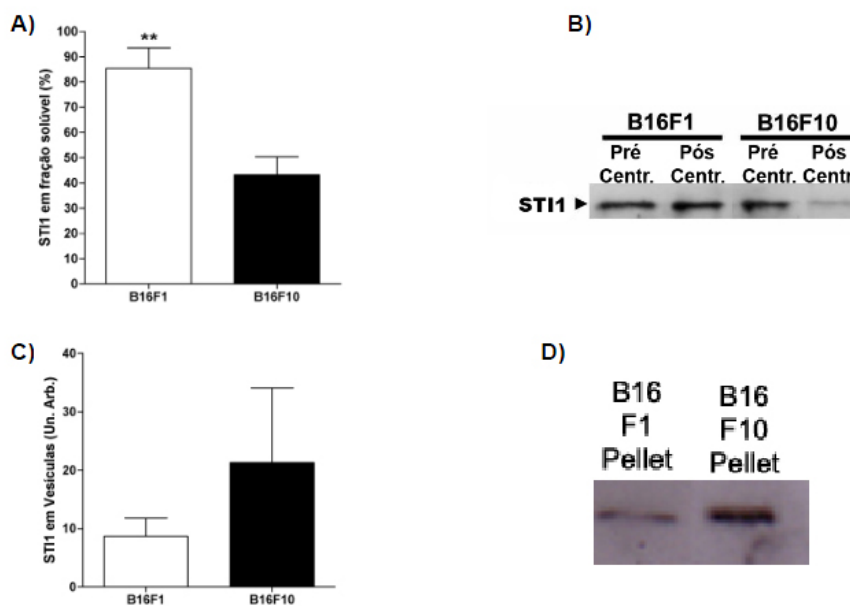 A)
STI1 em fração solúvel (%)
100
90
80
70
60
50
40
30
20
10
0
**
B16F1
B16F10
B)
B16F1
B16F10
Pré
Pós
Pré
Pós
Centr.
Centr.
Centr.
Centr.
STI1
C)
STI1 em Vesículas (Un. Arb.)
40
30
20
10
0
B16F1
B16F10
D)
B16
F1
Pellet
B16
F10
Pellet